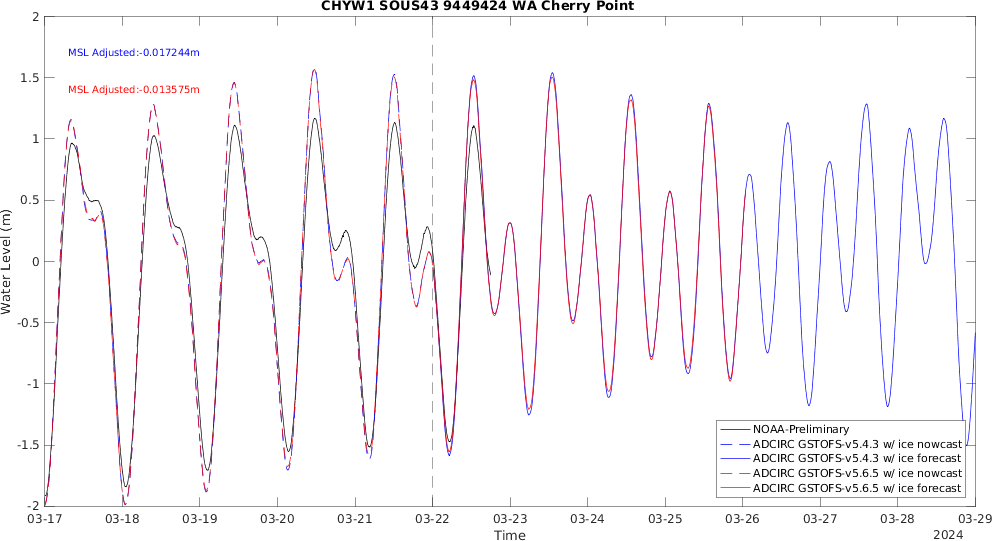 CHYW1 SOUS43 9449424 WA Cherry Point
MSL Adjusted:-0.017244m
MSL Adjusted:-0.013575m
Water Level (m)
2
1.5
1
0.5
0
-0.5
-1
-1.5
-2
03-17 03-18 03-19 03-20 03-21 03-22 03-23 03-24 03-25 03-26 03-27 03-28 03-29
Time
2024
NOAA-Preliminary
ADCIRC GSTOFS-v5.4.3 w/ ice nowcast
ADCIRC GSTOFS-v5.4.3 w/ ice forecast
ADCIRC GSTOFS-v5.6.5 w/ ice nowcast
ADCIRC GSTOFS-v5.6.5 w/ ice forecast